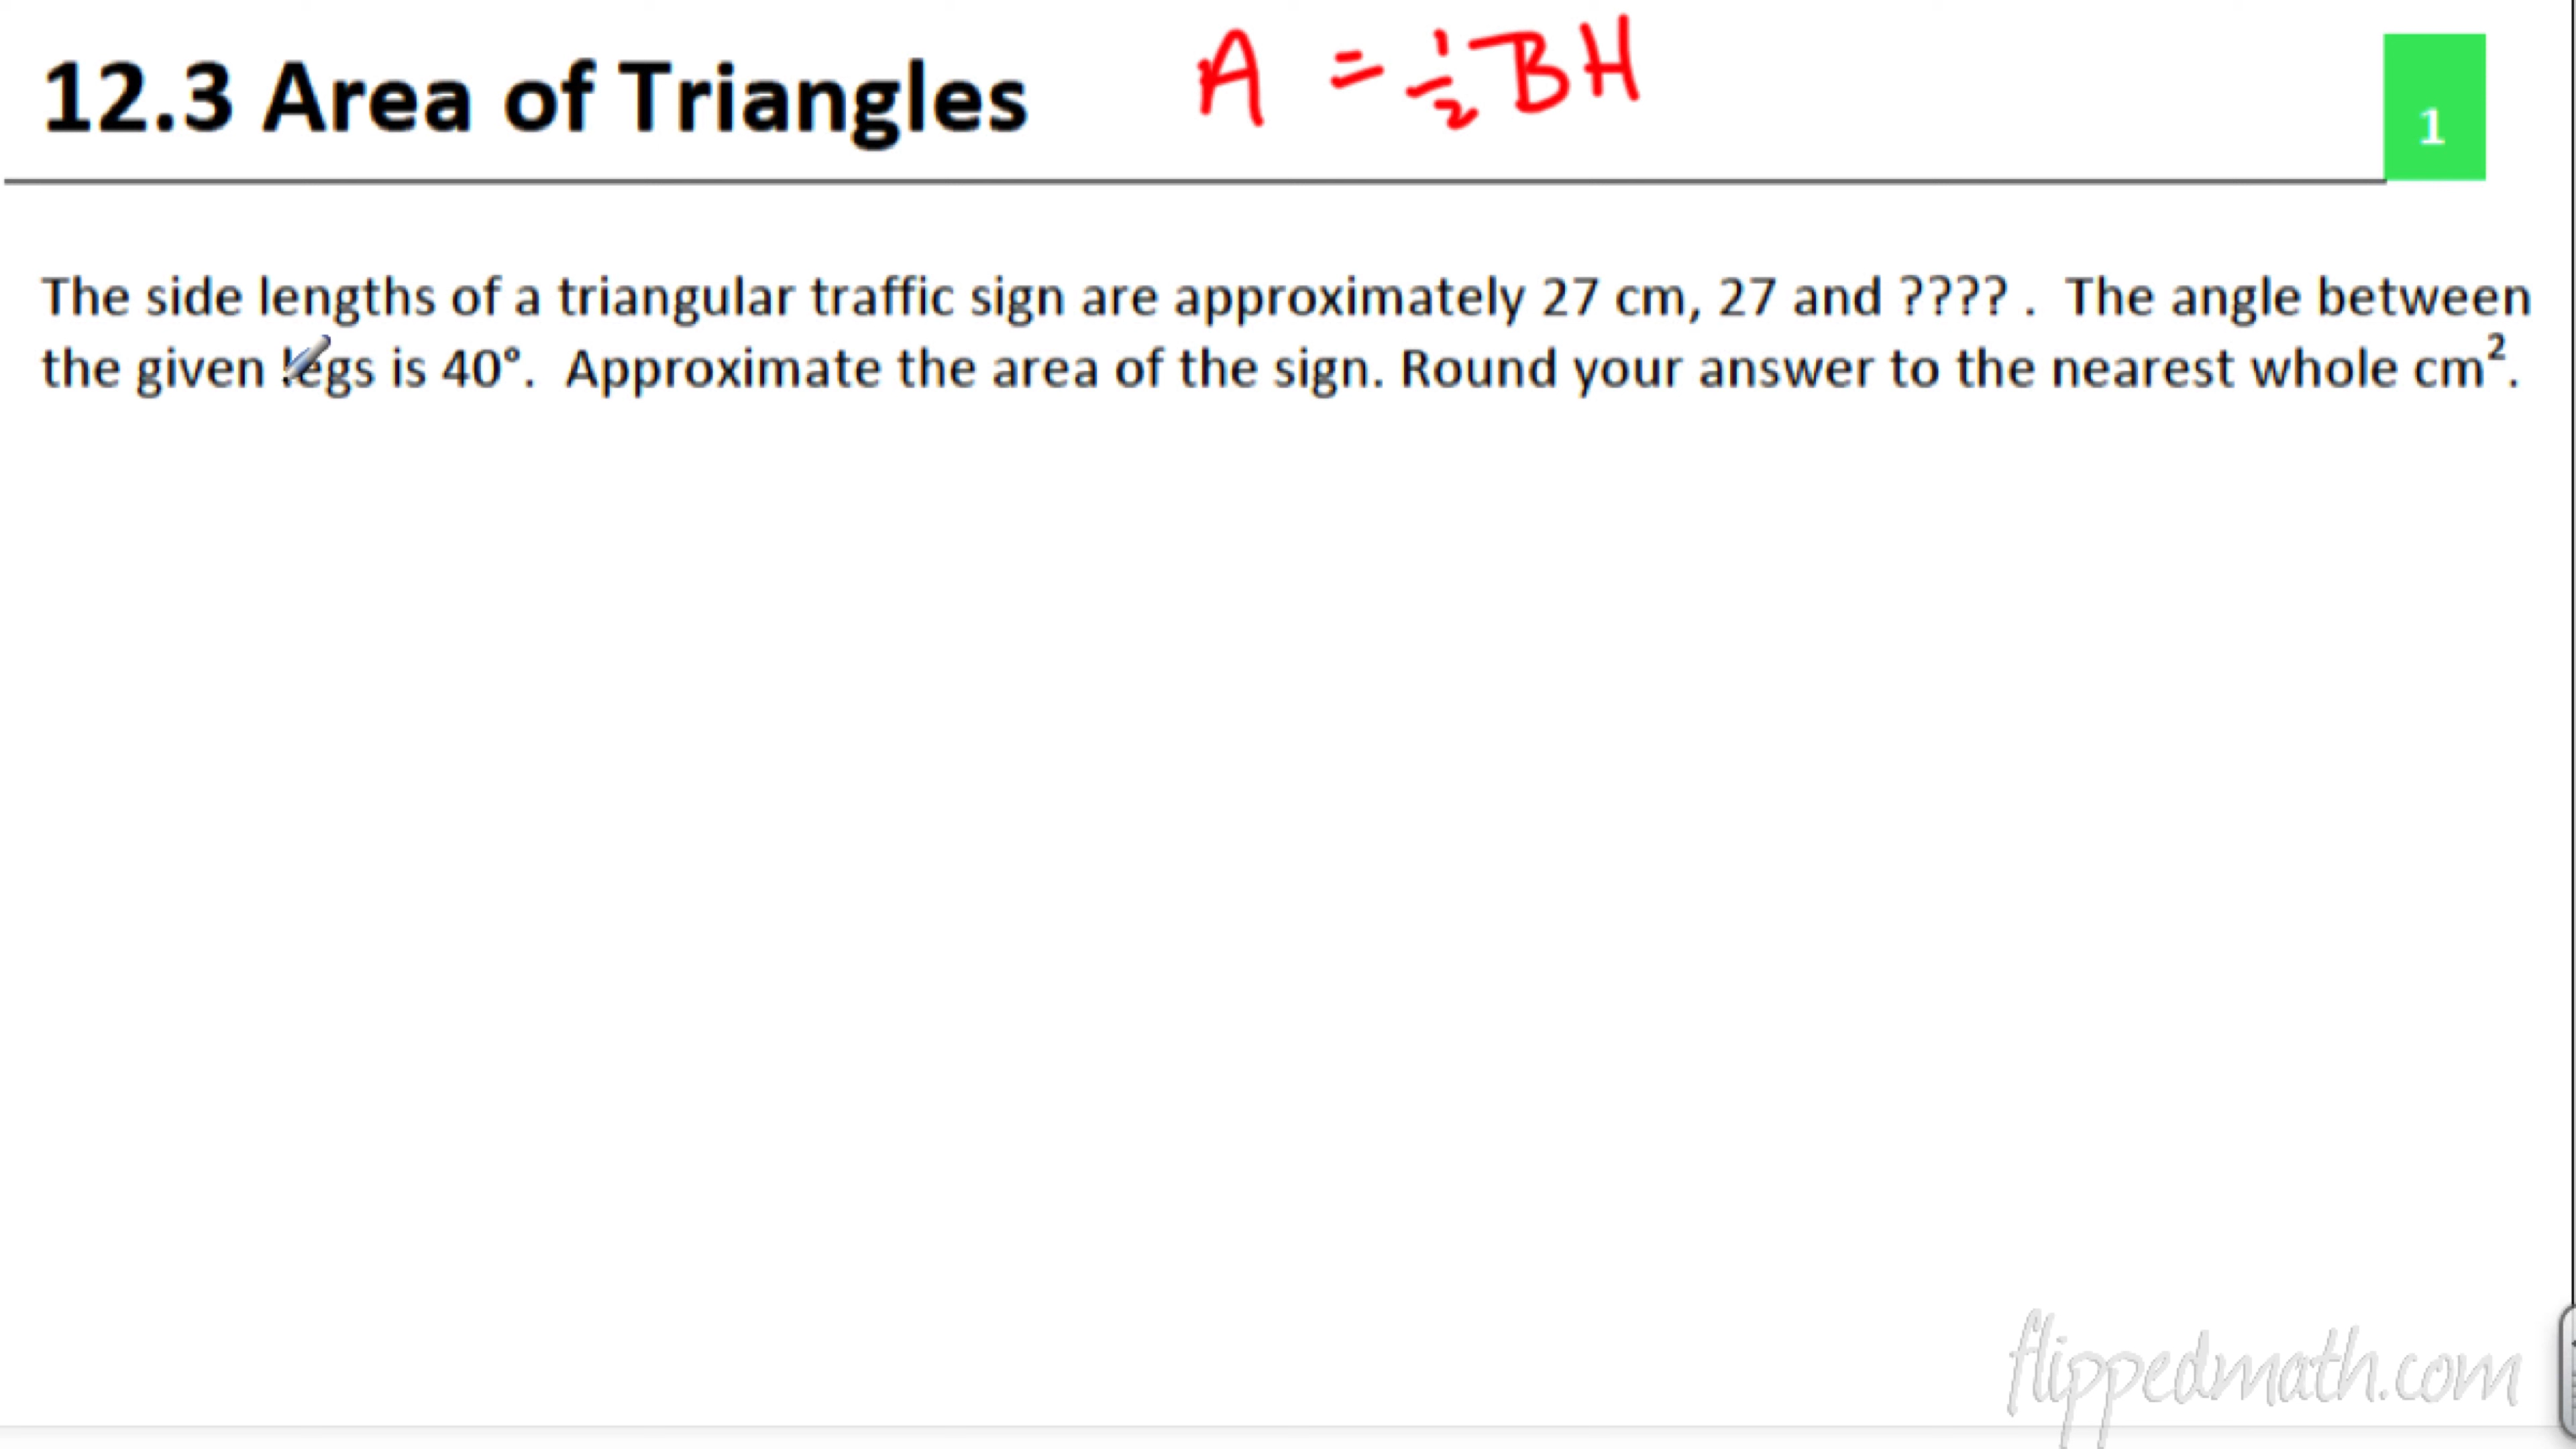 12.3 Area of Triangles A = 1/2 BH
1
The side lengths of a triangular traffic sign are approximately 27 cm, 27 and ???? . The angle between
the given legs is 40°. Approximate the area of the sign. Round your answer to the nearest whole cm².
flippedmath.com